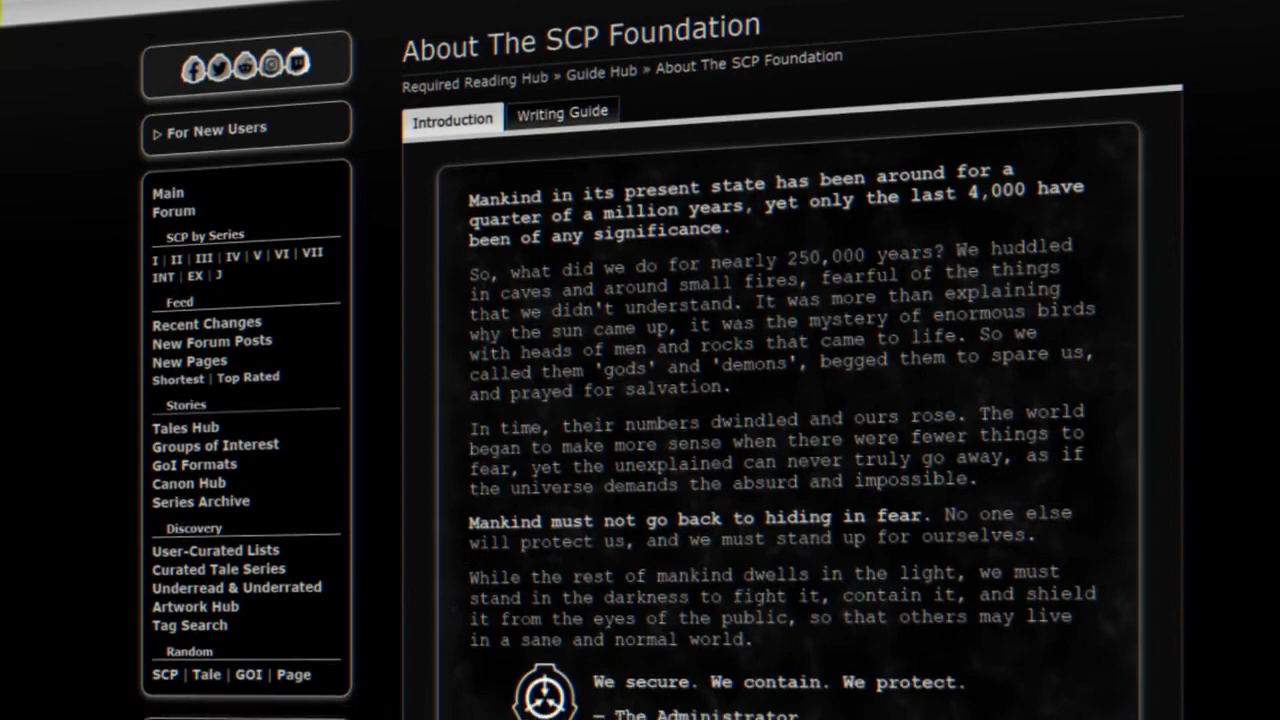 For New Users
Main
Forum
SCP by Series
I | II | III | IV | V | VI | VII
INT | EX | J
Feed
Recent Changes
New Forum Posts
New Pages
Shortest | Top Rated
Stories
Tales Hub
Groups of Interest
GoI Formats
Canon Hub
Series Archive
Discovery
User-Curated Lists
Curated Tale Series
Underread & Underrated
Artwork Hub
Tag Search
Random
SCP | Tale | GOI | Page
About The SCP Foundation
Required Reading Hub » Guide Hub » About The SCP Foundation
Introduction
Writing Guide
Mankind in its present state has been around for a
quarter of a million years, yet only the last 4,000 have
been of any significance.
So, what did we do for nearly 250,000 years? We huddled
in caves and around small fires, fearful of the things
that we didn't understand. It was more than explaining
why the sun came up, it was the mystery of enormous birds
with heads of men and rocks that came to life. So we
called them 'gods' and 'demons', begged them to spare us,
and prayed for salvation.
In time, their numbers dwindled and ours rose. The world
began to make more sense when there were fewer things to
fear, yet the unexplained can never truly go away, as if
the universe demands the absurd and impossible.
Mankind must not go back to hiding in fear. No one else
will protect us, and we must stand up for ourselves.
While the rest of mankind dwells in the light, we must
stand in the darkness to fight it, contain it, and shield
it from the eyes of the public, so that others may live
in a sane and normal world.
We secure. We contain. We protect.
— The Administrator